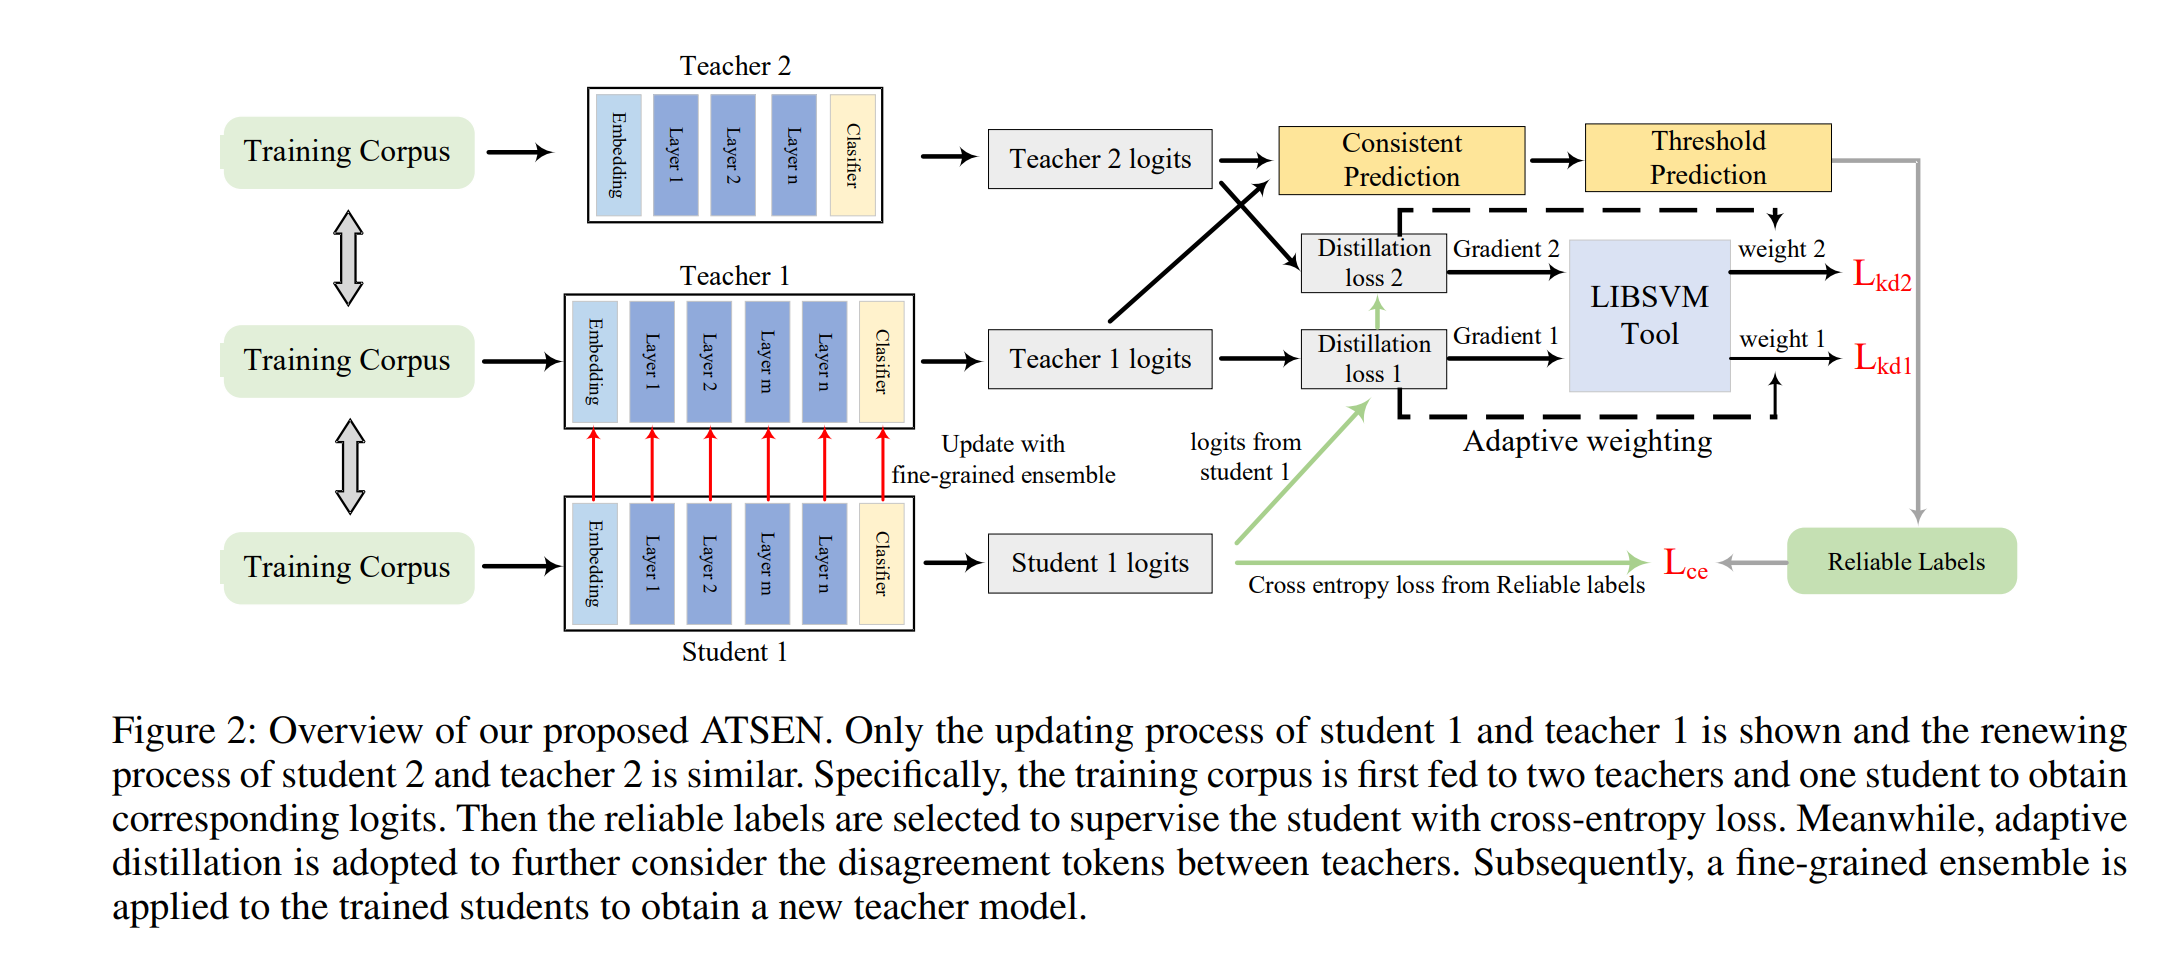 Teacher 2
Training Corpus
Embedding
Layer 1
Layer 2
Layer n
Clasifier
Teacher 2 logits
Consistent
Prediction
Threshold
Prediction
Teacher 1
Training Corpus
Embedding
Layer 1
Layer 2
Layer m
Layer n
Clasifier
Teacher 1 logits
Distillation
loss 2
Gradient 2
Distillation
loss 1
Gradient 1
LIBSVM
Tool
weight 2
Lkd2
weight 1
Lkd1
Adaptive weighting
Update with
fine-grained ensemble
logits from
student 1
Training Corpus
Embedding
Layer 1
Layer 2
Layer m
Layer n
Clasifier
Student 1
Student 1 logits
Cross entropy loss from Reliable labels
Lce
Reliable Labels
Figure 2: Overview of our proposed ATSEN. Only the updating process of student 1 and teacher 1 is shown and the renewing
process of student 2 and teacher 2 is similar. Specifically, the training corpus is first fed to two teachers and one student to obtain
corresponding logits. Then the reliable labels are selected to supervise the student with cross-entropy loss. Meanwhile, adaptive
distillation is adopted to further consider the disagreement tokens between teachers. Subsequently, a fine-grained ensemble is
applied to the trained students to obtain a new teacher model.